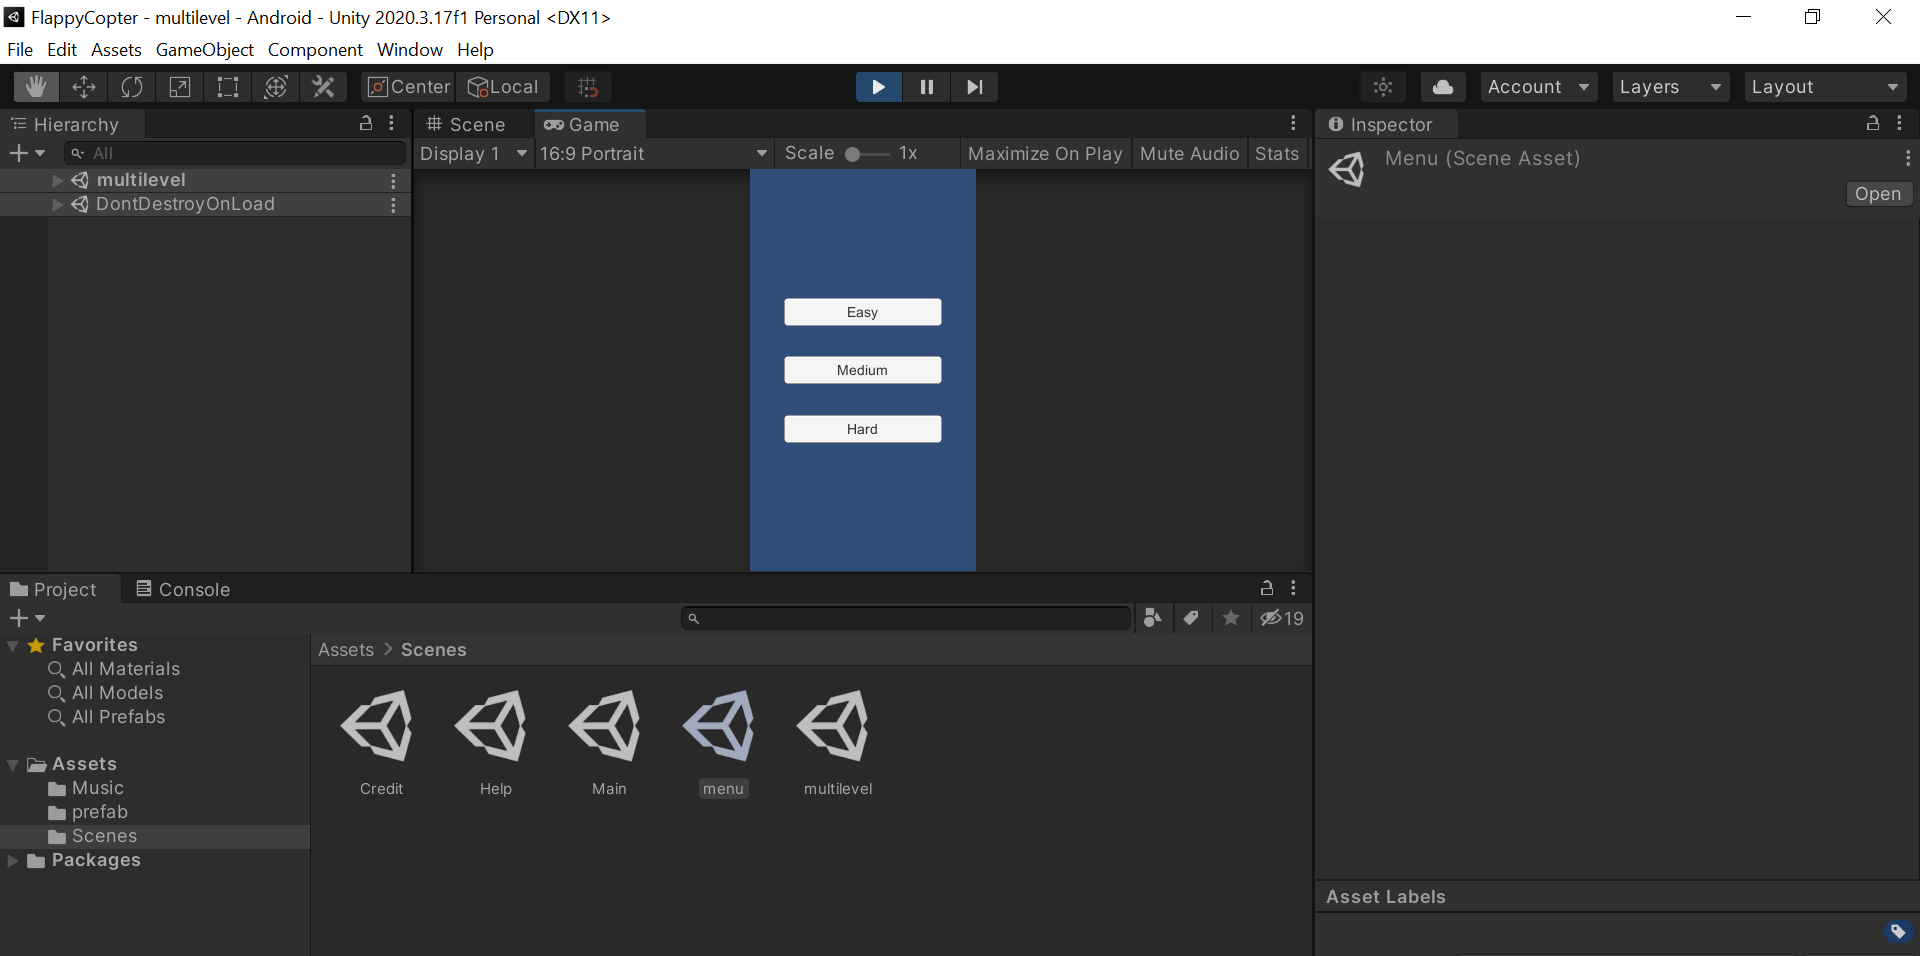 FlappyCopter - multilevel - Android - Unity 2020.3.17f1 Personal <DX11>
File Edit Assets GameObject Component Window Help
Center Local Account Layers Layout
Hierarchy
All
multilevel
DontDestroyOnLoad
Scene Game
Display 1 16:9 Portrait Scale 1x Maximize On Play Mute Audio Stats
Easy
Medium
Hard
Inspector
Menu (Scene Asset)
Open
Project Console
19
Favorites
All Materials
All Models
All Prefabs
Assets
Music
prefab
Scenes
Packages
Assets > Scenes
Credit Help Main menu multilevel
Asset Labels